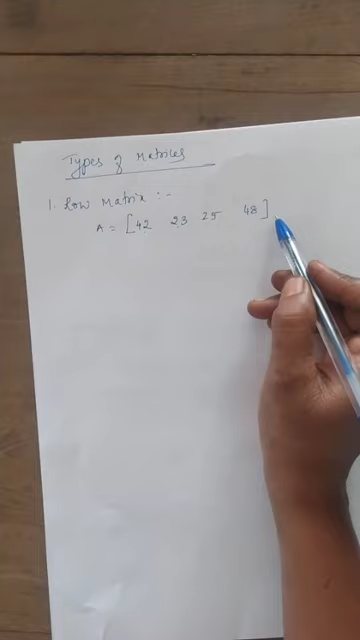 Types of Matrices
1. Row Matrix :-
A = [42 23 25 48]